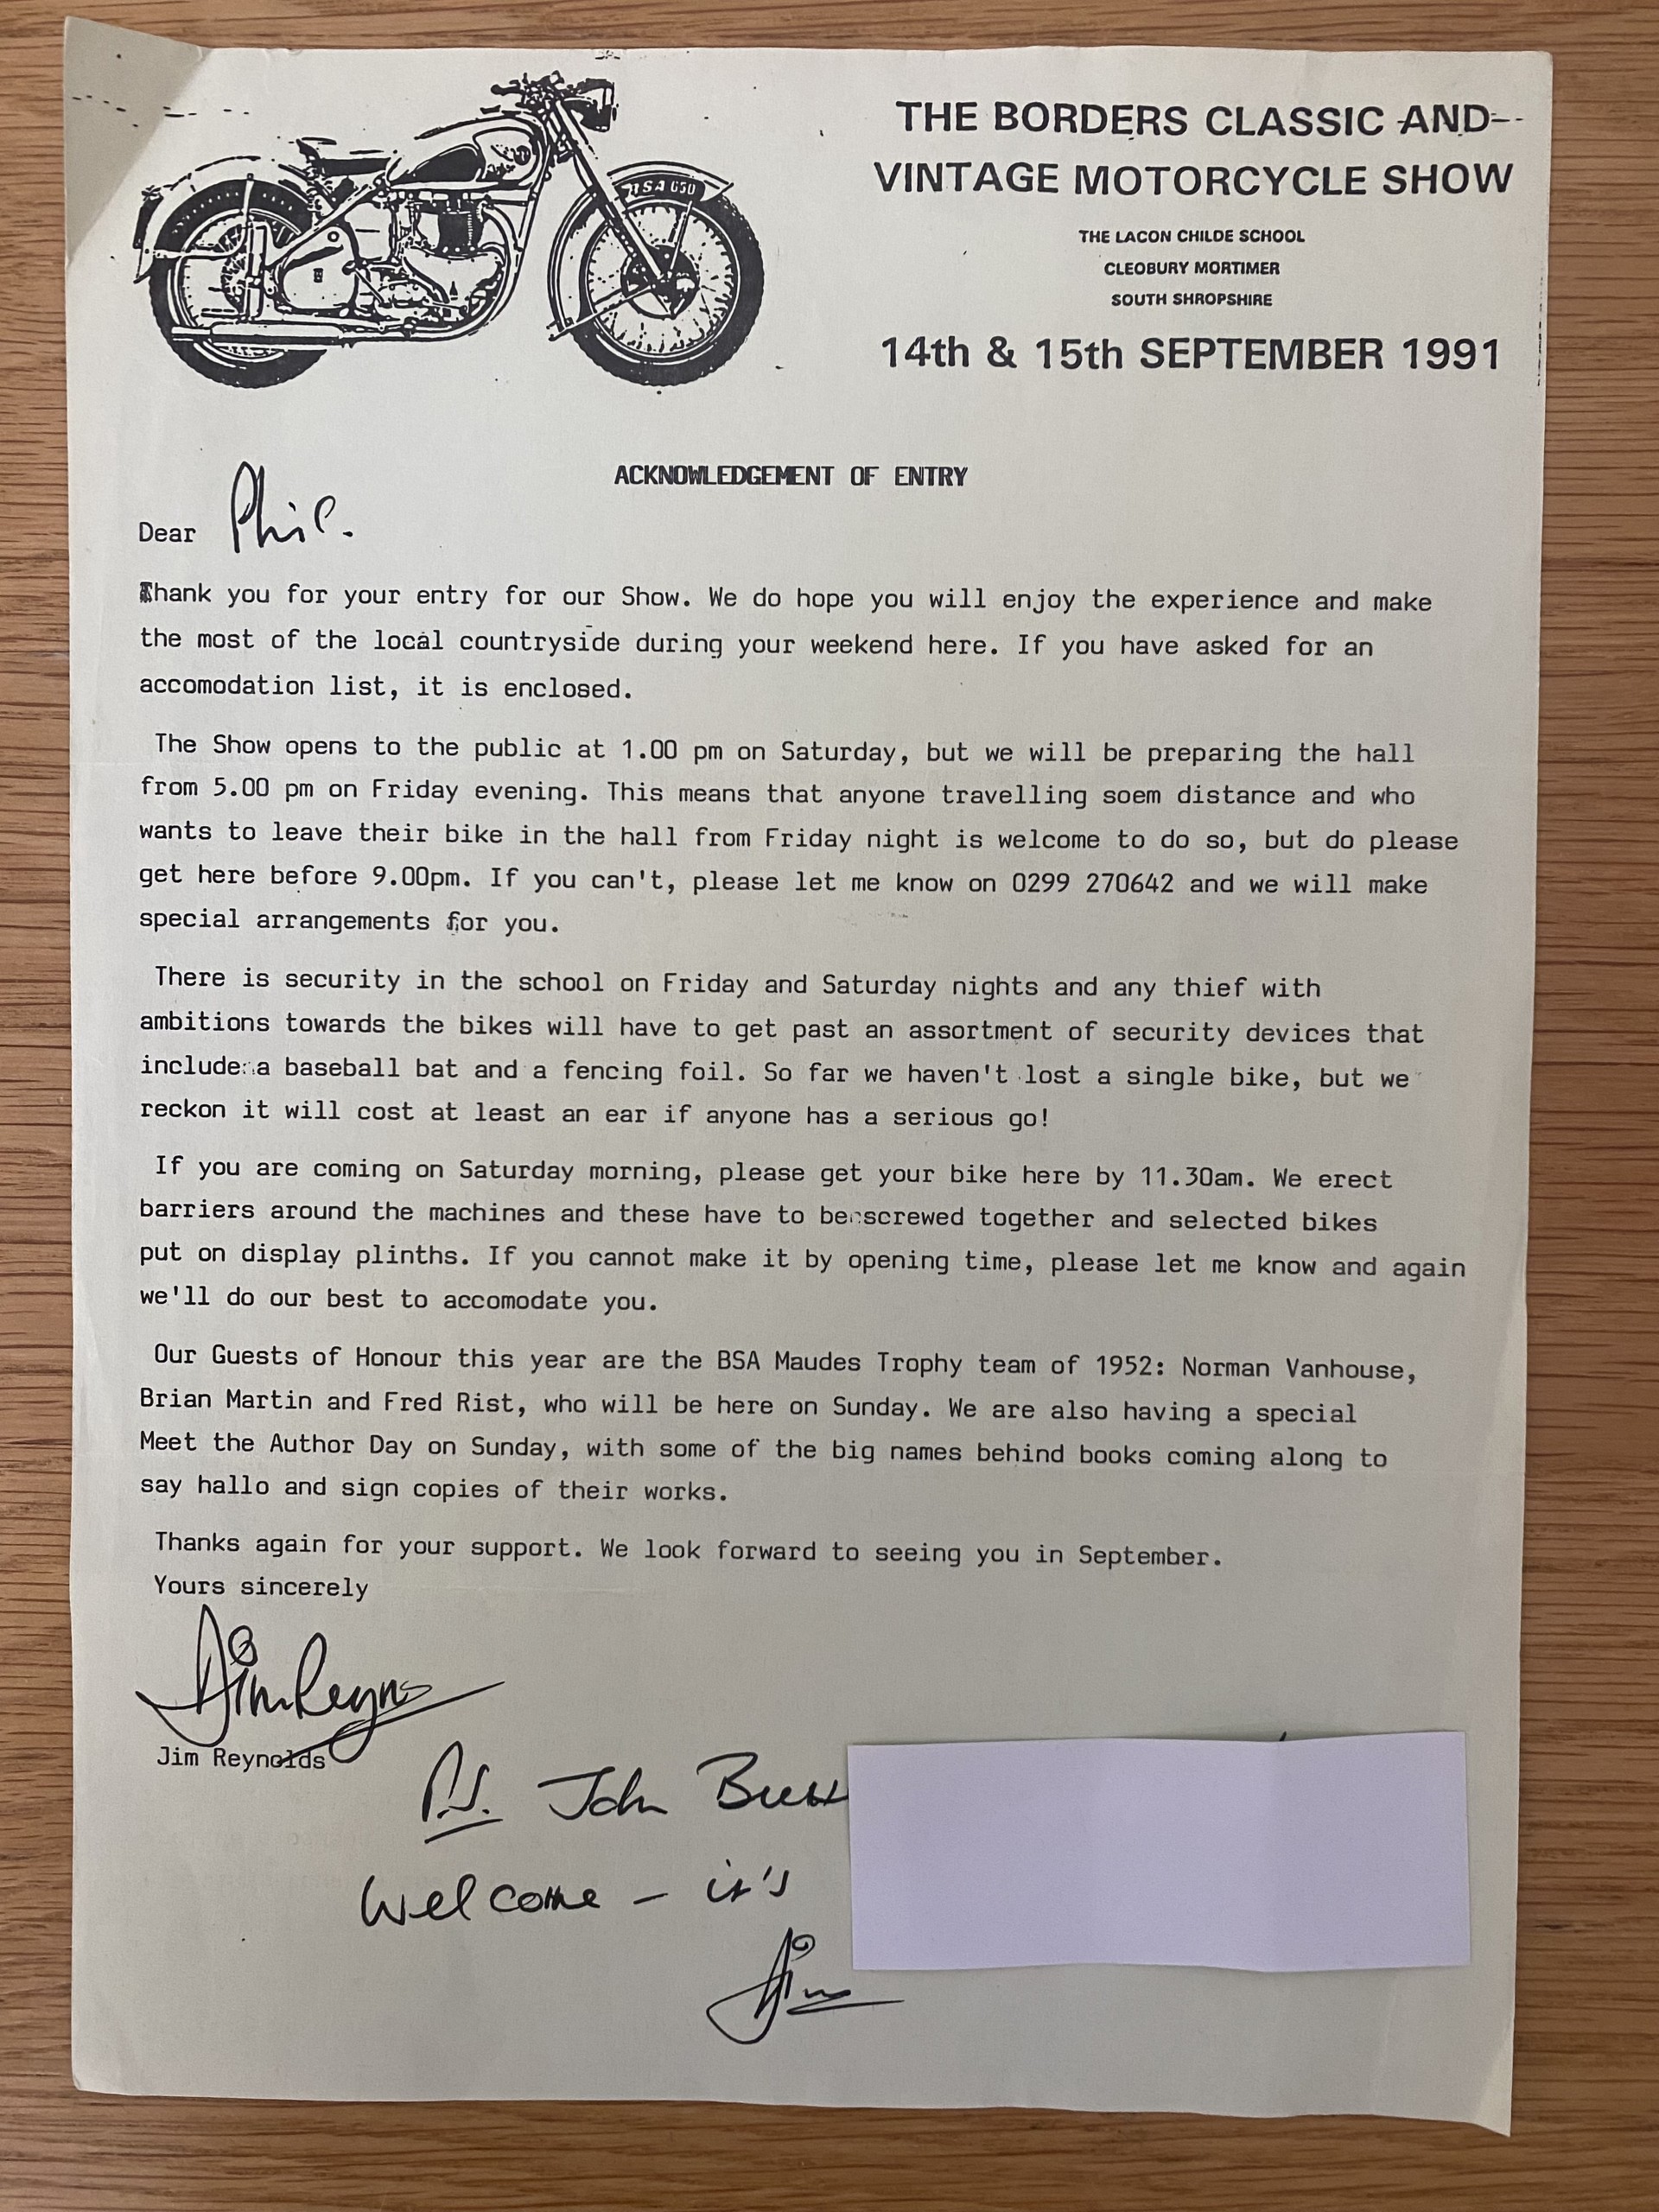 BSA 650
THE BORDERS CLASSIC AND
VINTAGE MOTORCYCLE SHOW
THE LACON CHILDE SCHOOL
CLEOBURY MORTIMER
SOUTH SHROPSHIRE
14th & 15th SEPTEMBER 1991
ACKNOWLEDGEMENT OF ENTRY
Dear Phil.
Thank you for your entry for our Show. We do hope you will enjoy the experience and make
the most of the local countryside during your weekend here. If you have asked for an
accomodation list, it is enclosed.
The Show opens to the public at 1.00 pm on Saturday, but we will be preparing the hall
from 5.00 pm on Friday evening. This means that anyone travelling soem distance and who
wants to leave their bike in the hall from Friday night is welcome to do so, but do please
get here before 9.00pm. If you can't, please let me know on 0299 270642 and we will make
special arrangements for you.
There is security in the school on Friday and Saturday nights and any thief with
ambitions towards the bikes will have to get past an assortment of security devices that
include a baseball bat and a fencing foil. So far we haven't lost a single bike, but we
reckon it will cost at least an ear if anyone has a serious go!
If you are coming on Saturday morning, please get your bike here by 11.30am. We erect
barriers around the machines and these have to be screwed together and selected bikes
put on display plinths. If you cannot make it by opening time, please let me know and again
we'll do our best to accomodate you.
Our Guests of Honour this year are the BSA Maudes Trophy team of 1952: Norman Vanhouse,
Brian Martin and Fred Rist, who will be here on Sunday. We are also having a special
Meet the Author Day on Sunday, with some of the big names behind books coming along to
say hallo and sign copies of their works.
Thanks again for your support. We look forward to seeing you in September.
Yours sincerely
Jim Reynolds
Jim Reynolds
P.S. John
Welcome – it's
Jim